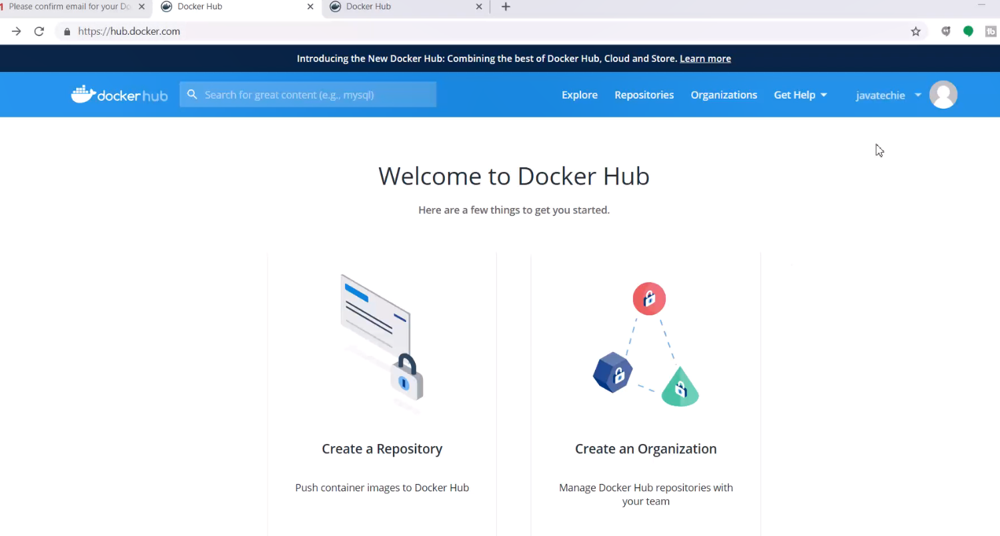 Please confirm email for your Do
Docker Hub
Docker Hub
https://hub.docker.com
Introducing the New Docker Hub: Combining the best of Docker Hub, Cloud and Store. Learn more
dockerhub
Search for great content (e.g., mysql)
Explore
Repositories
Organizations
Get Help
javatechie
Welcome to Docker Hub
Here are a few things to get you started.
Create a Repository
Push container images to Docker Hub
Create an Organization
Manage Docker Hub repositories with
your team